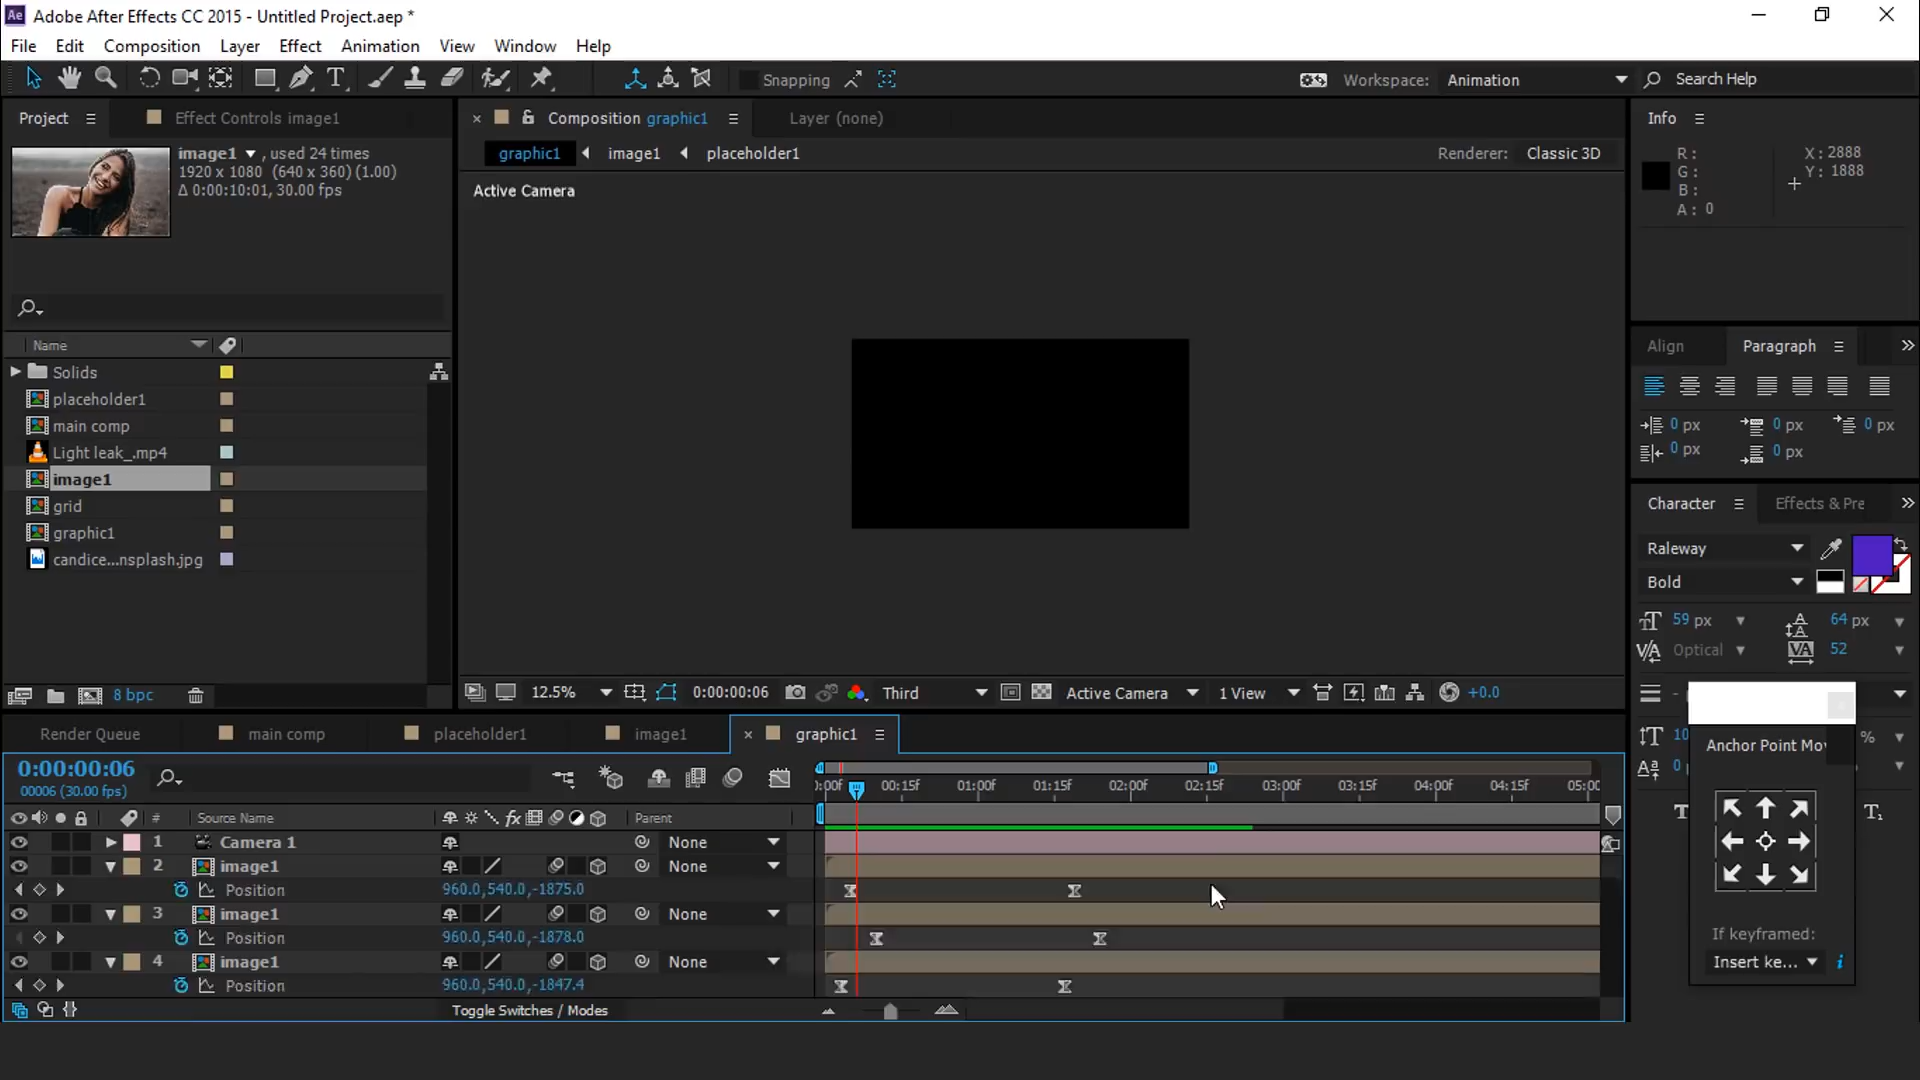 Adobe After Effects CC 2015 - Untitled Project.aep *
File Edit Composition Layer Effect Animation View Window Help
Snapping
Workspace: Animation
Search Help
Project
Effect Controls image1
image1 , used 24 times
1920 x 1080 (640 x 360) (1.00)
Δ 0:00:10:01, 30.00 fps
Name
Solids
placeholder1
main comp
Light leak_.mp4
image1
grid
graphic1
candice...nsplash.jpg
8 bpc
Composition graphic1
Layer (none)
graphic1 image1 placeholder1
Renderer: Classic 3D
Active Camera
12.5% 0:00:00:06 Third Active Camera 1 View +0.0
Info
R: X: 2888
G: Y: 1888
B:
A: 0
Align Paragraph
0 px 0 px 0 px
0 px 0 px
Character Effects & Pre
Raleway
Bold
59 px 64 px
Optical 52
Anchor Point Mov
%
If keyframed:
Insert ke...
Render Queue main comp placeholder1 image1 graphic1
0:00:00:06
00006 (30.00 fps)
:00f 00:15f 01:00f 01:15f 02:00f 02:15f 03:00f 03:15f 04:00f 04:15f 05:00
# Source Name Parent
1 Camera 1 None
2 image1 None
Position 960.0,540.0,-1875.0
3 image1 None
Position 960.0,540.0,-1878.0
4 image1 None
Position 960.0,540.0,-1847.4
Toggle Switches / Modes